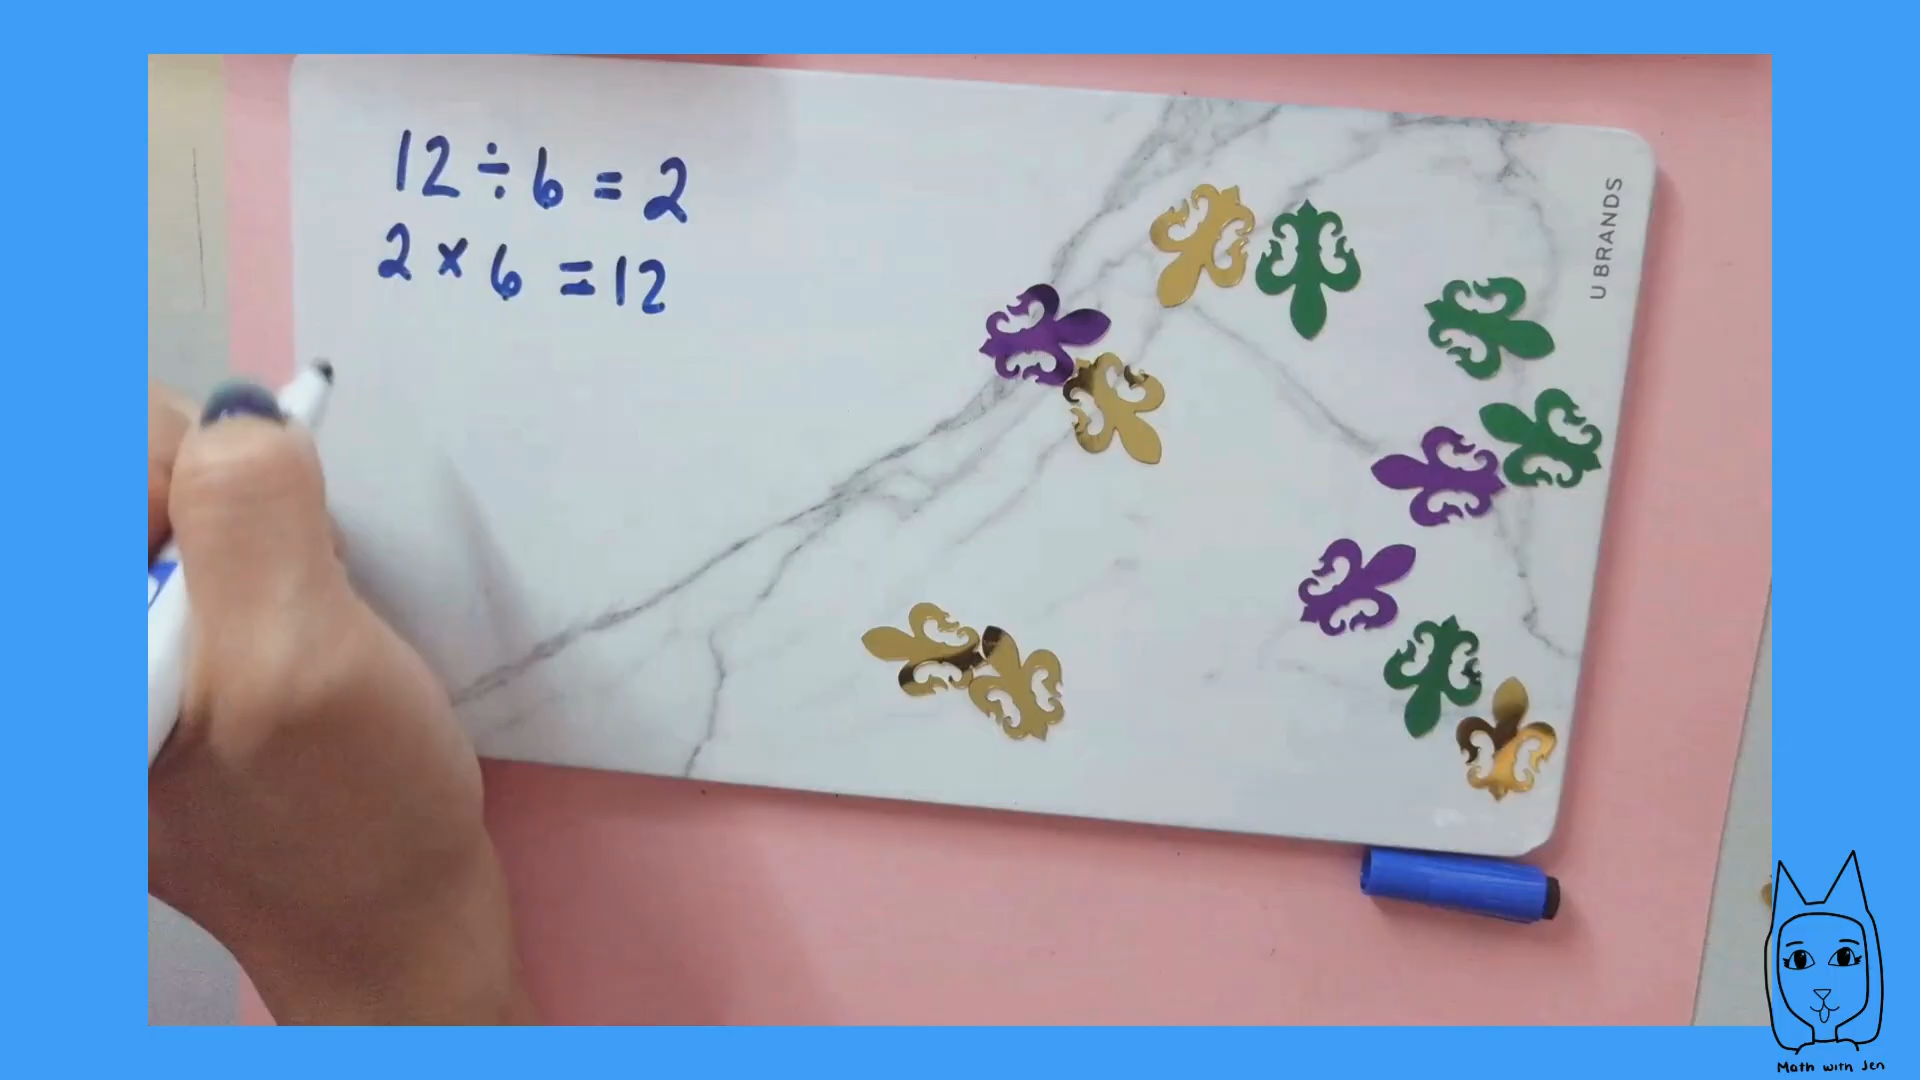 12 ÷ 6 = 2
2 × 6 = 12
U BRANDS
Math with Jen